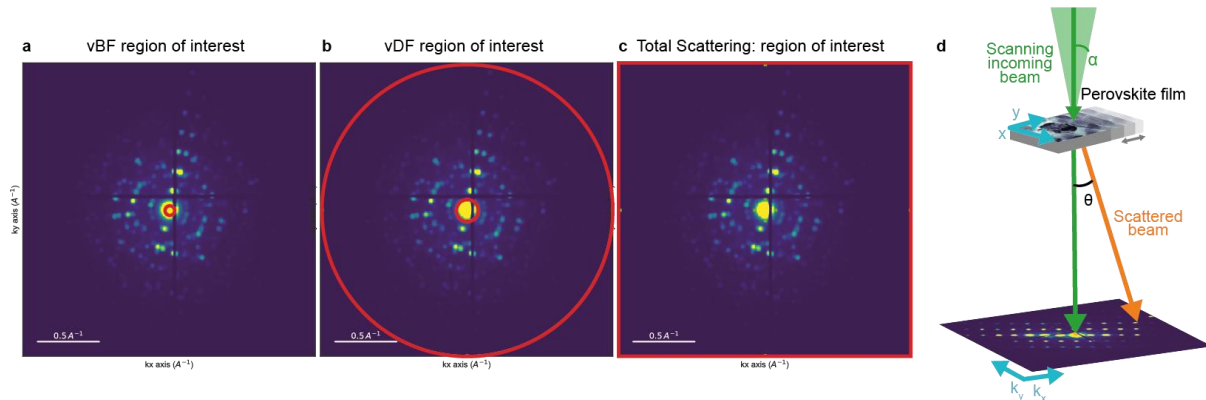 a vBF region of interest
b vDF region of interest
c Total Scattering: region of interest
d
ky axis (A⁻¹)
0.5 A⁻¹
0.5 A⁻¹
0.5 A⁻¹
kx axis (A⁻¹)
kx axis (A⁻¹)
kx axis (A⁻¹)
Scanning
incoming
beam
α
Perovskite film
y
x
θ
Scattered
beam
k_y k_x